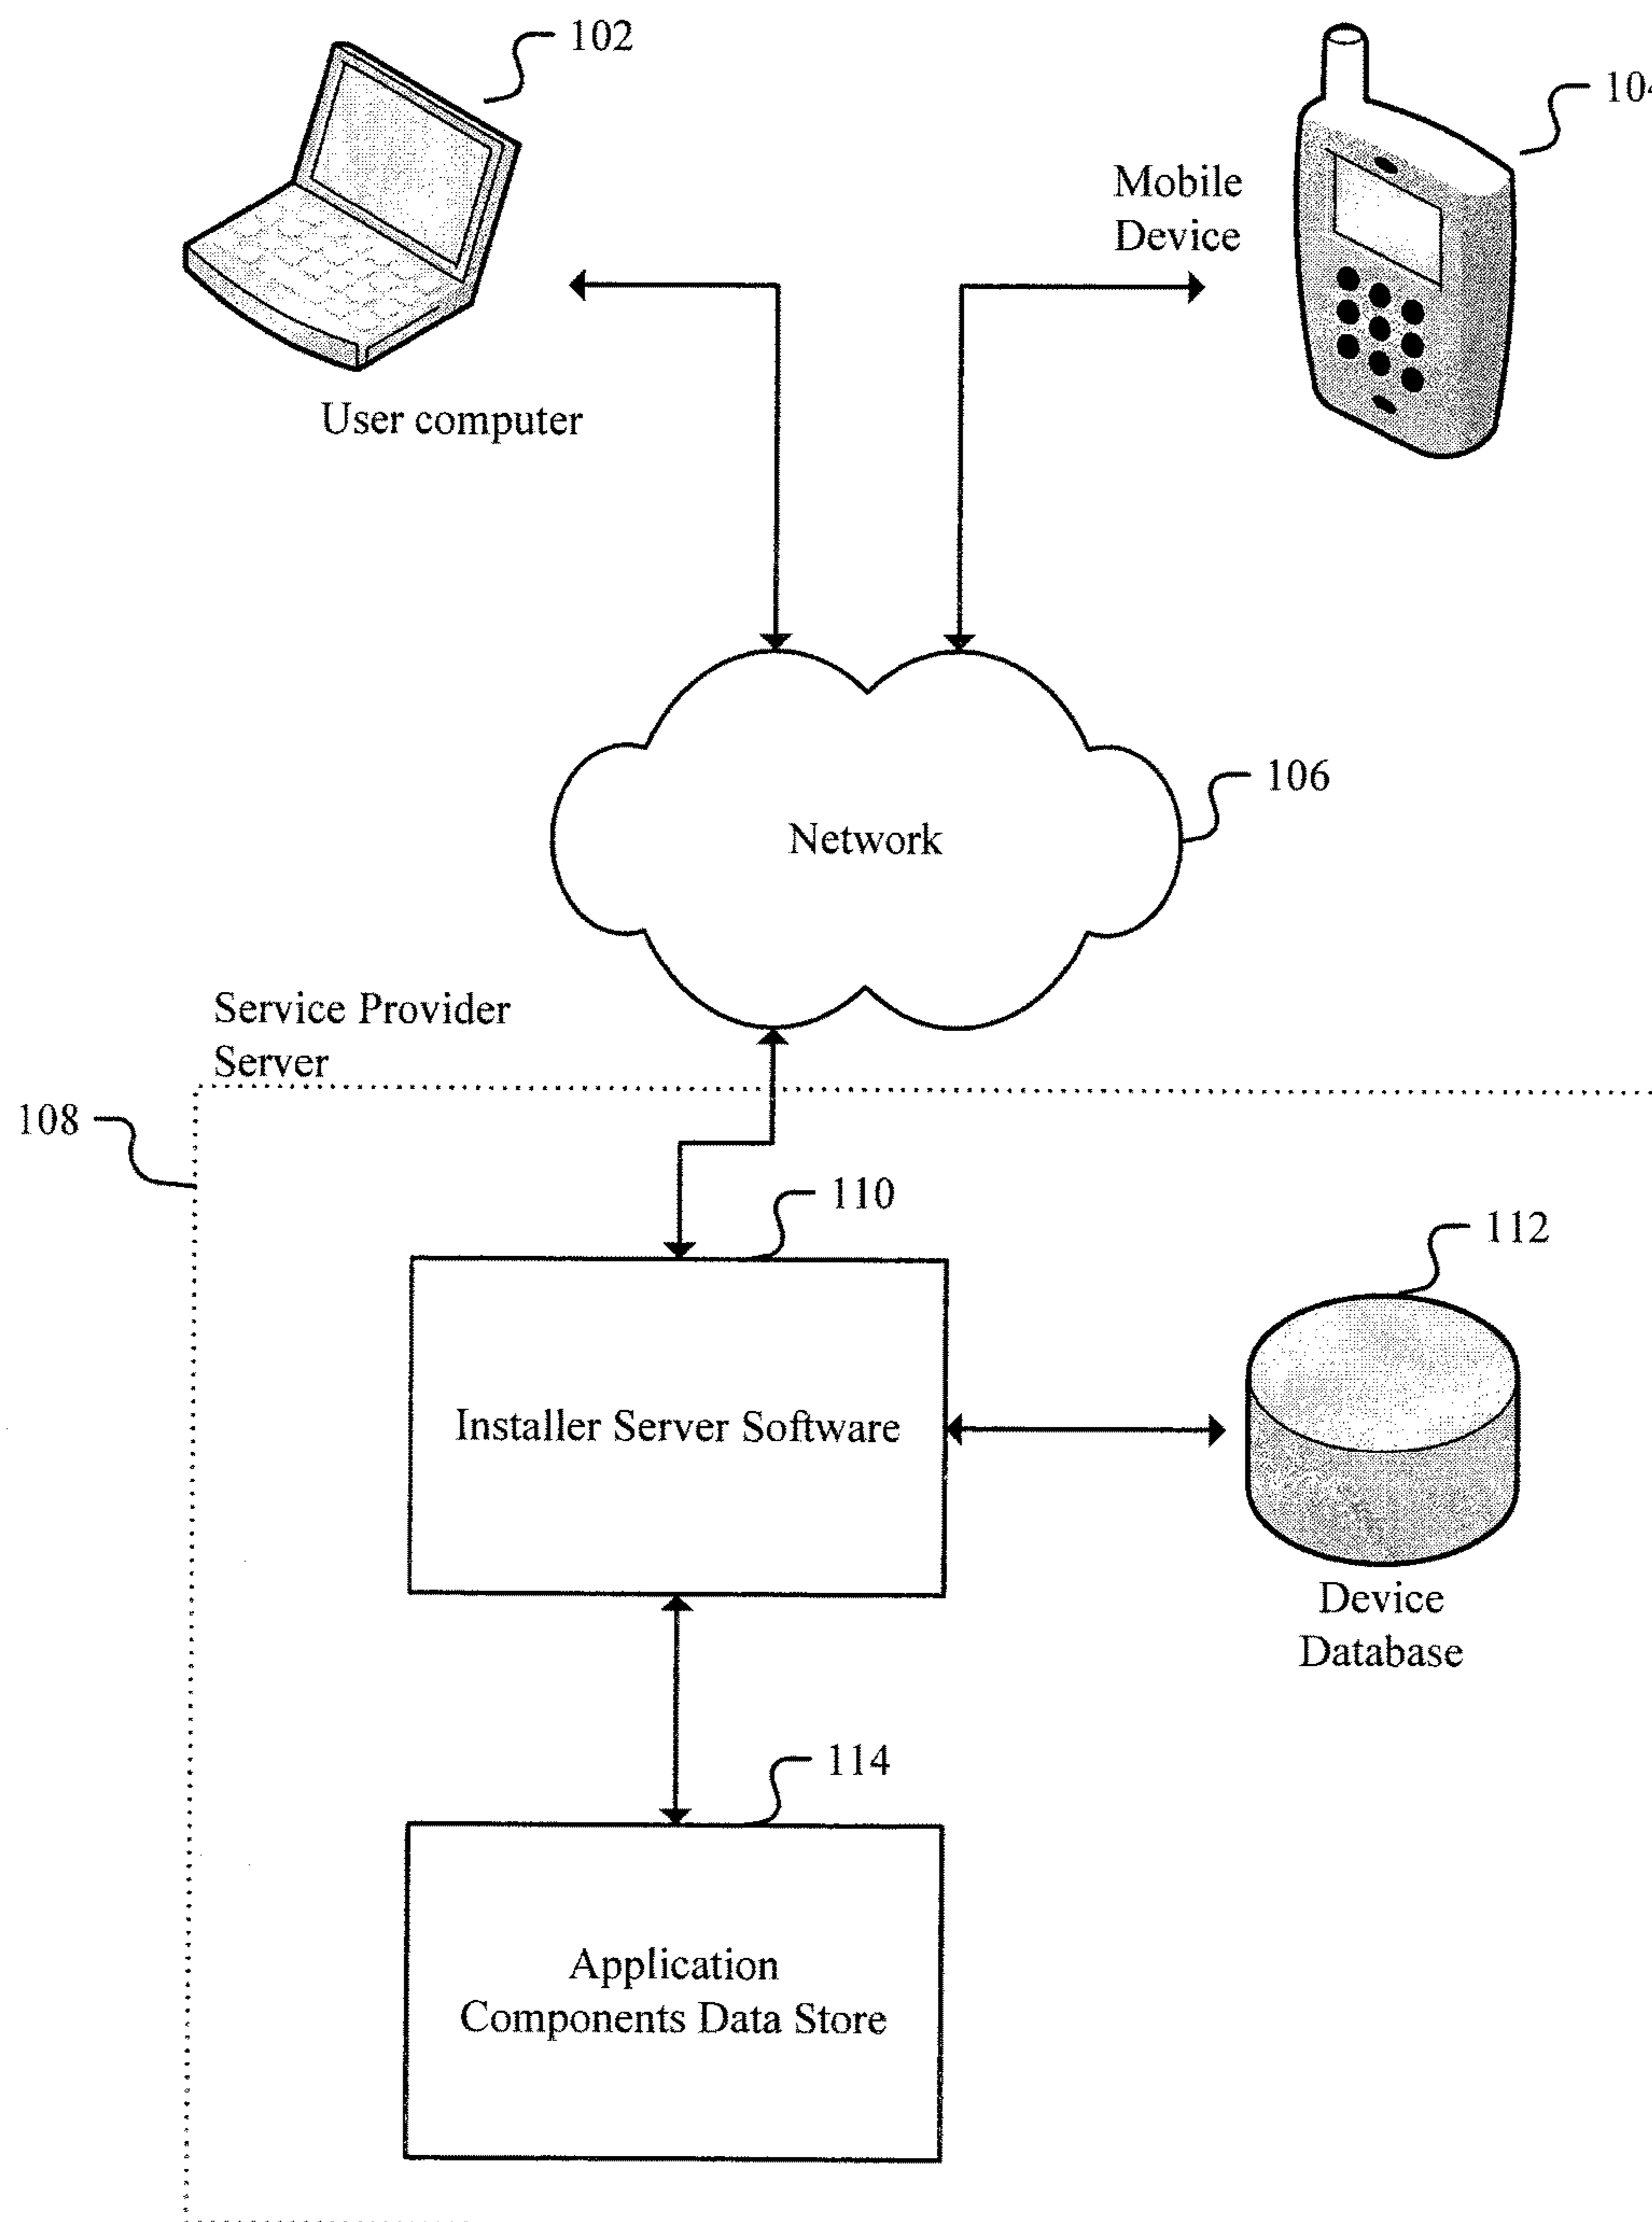 102
104
Mobile
Device
User computer
106
Network
Service Provider
Server
108
110
112
Installer Server Software
Device
Database
114
Application
Components Data Store